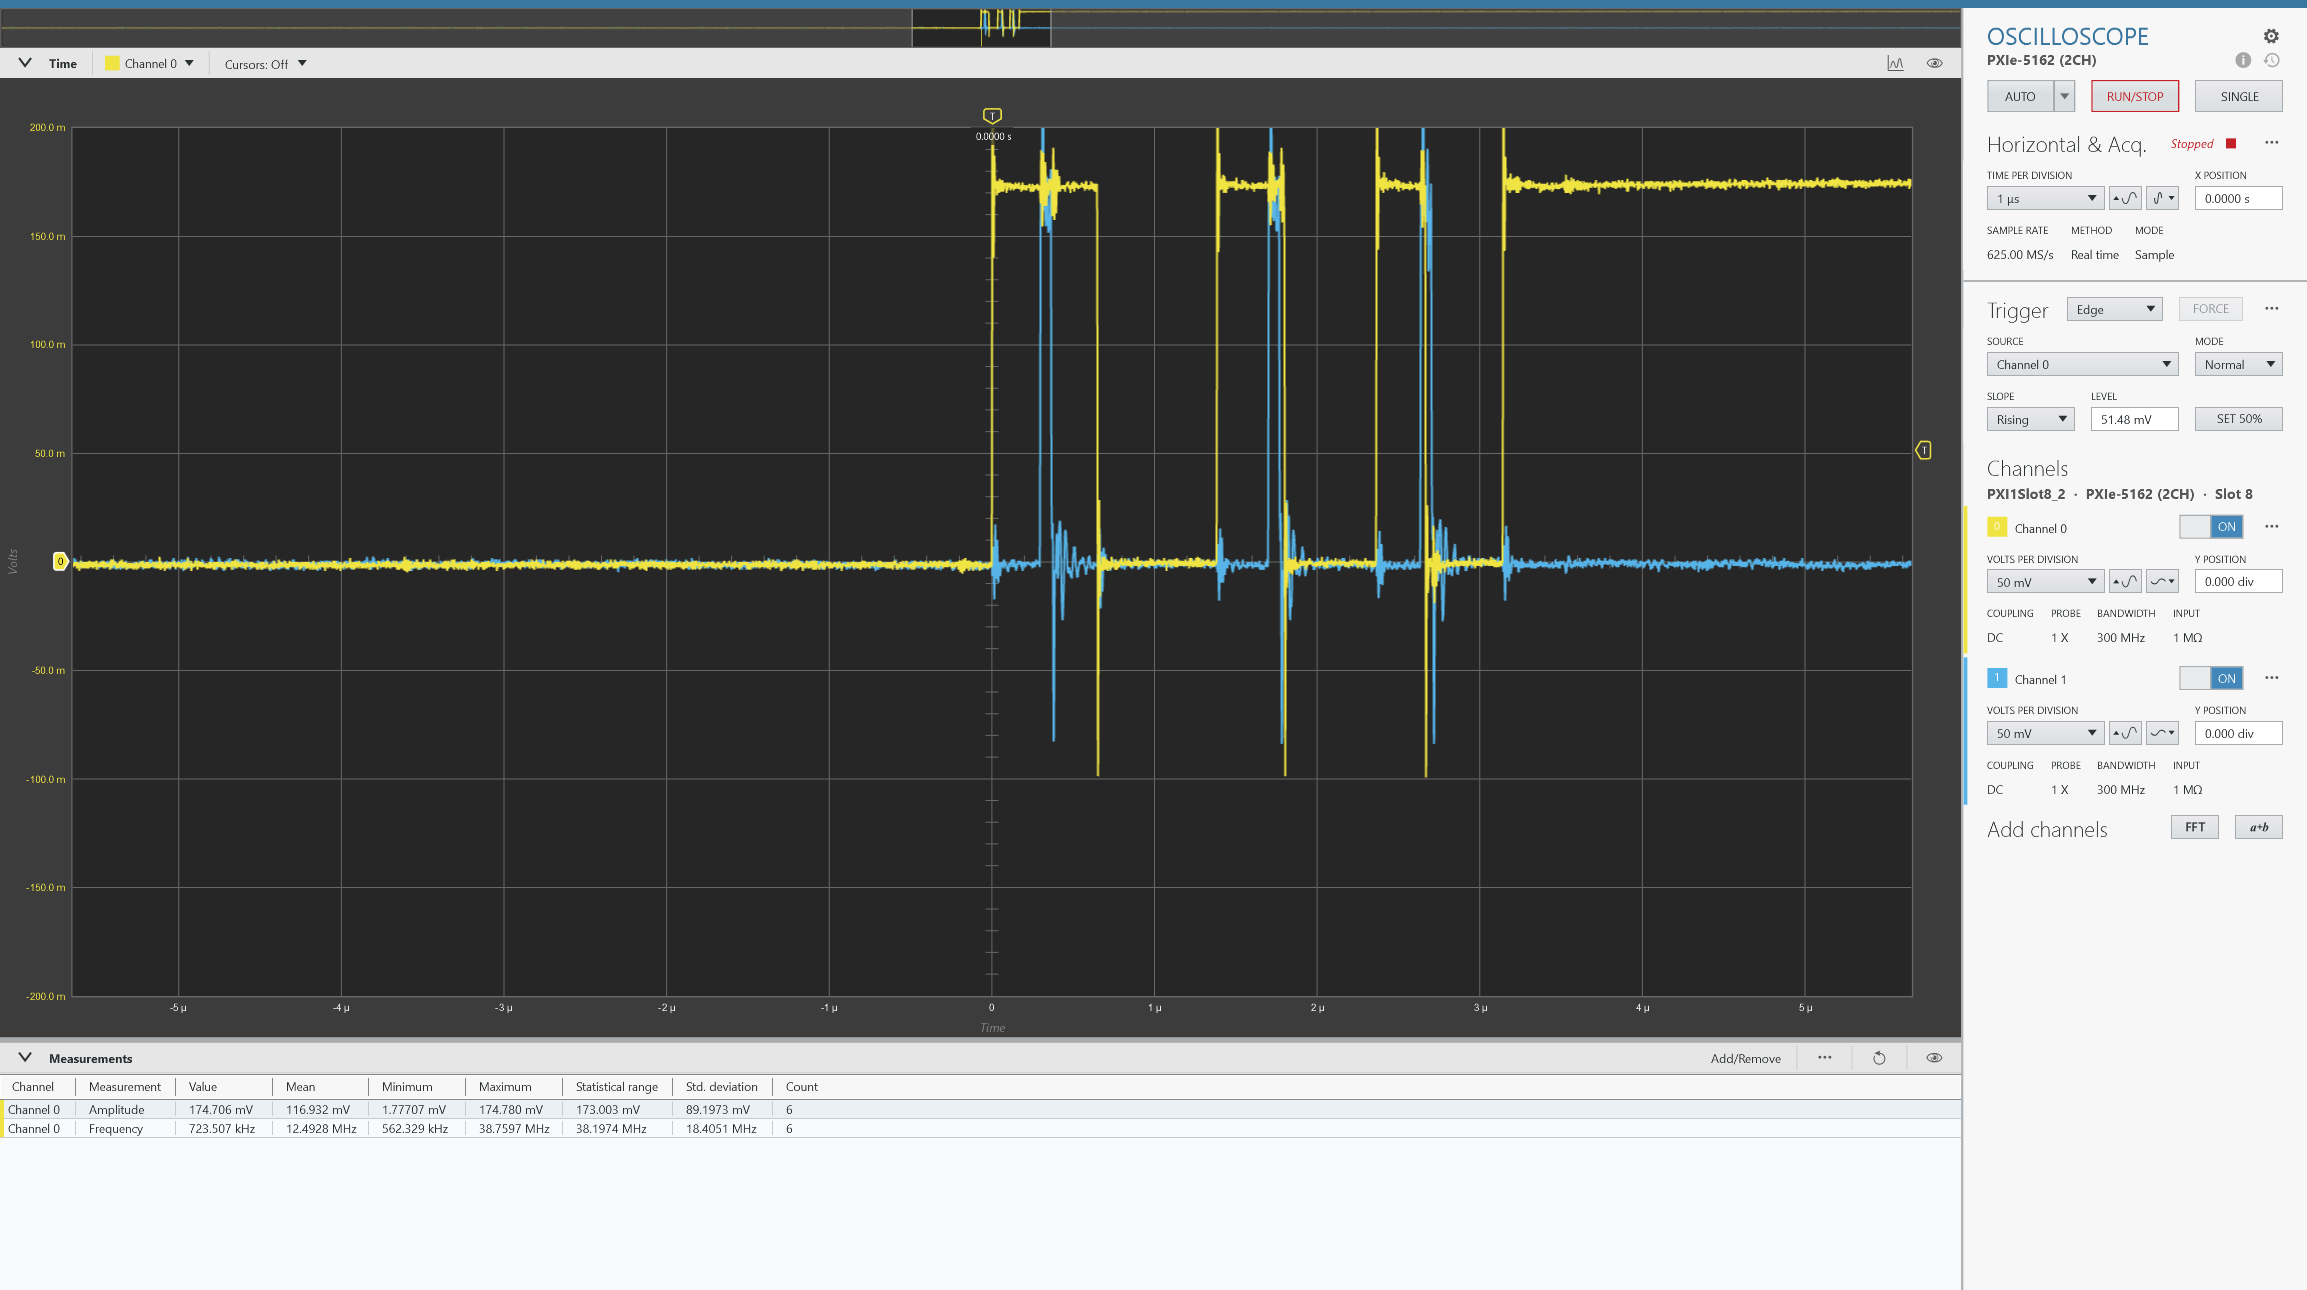 Time
Channel 0
Cursors: Off
T
0.0000 s
200.0 m
150.0 m
100.0 m
50.0 m
T
0
Volts
-50.0 m
-100.0 m
-150.0 m
-200.0 m
-5 µ -4 µ -3 µ -2 µ -1 µ 0 1 µ 2 µ 3 µ 4 µ 5 µ
Time
Measurements Add/Remove
Channel Measurement Value Mean Minimum Maximum Statistical range Std. deviation Count
Channel 0 Amplitude 174.706 mV 116.932 mV 1.77707 mV 174.780 mV 173.003 mV 89.1973 mV 6
Channel 0 Frequency 723.507 kHz 12.4928 MHz 562.329 kHz 38.7597 MHz 38.1974 MHz 18.4051 MHz 6
OSCILLOSCOPE
PXIe-5162 (2CH)
AUTO RUN/STOP SINGLE
Horizontal & Acq. Stopped
TIME PER DIVISION X POSITION
1 µs 0.0000 s
SAMPLE RATE METHOD MODE
625.00 MS/s Real time Sample
Trigger Edge FORCE
SOURCE MODE
Channel 0 Normal
SLOPE LEVEL
Rising 51.48 mV SET 50%
Channels
PXI1Slot8_2 · PXIe-5162 (2CH) · Slot 8
0 Channel 0 ON
VOLTS PER DIVISION Y POSITION
50 mV 0.000 div
COUPLING PROBE BANDWIDTH INPUT
DC 1 X 300 MHz 1 MΩ
1 Channel 1 ON
VOLTS PER DIVISION Y POSITION
50 mV 0.000 div
COUPLING PROBE BANDWIDTH INPUT
DC 1 X 300 MHz 1 MΩ
Add channels FFT a+b